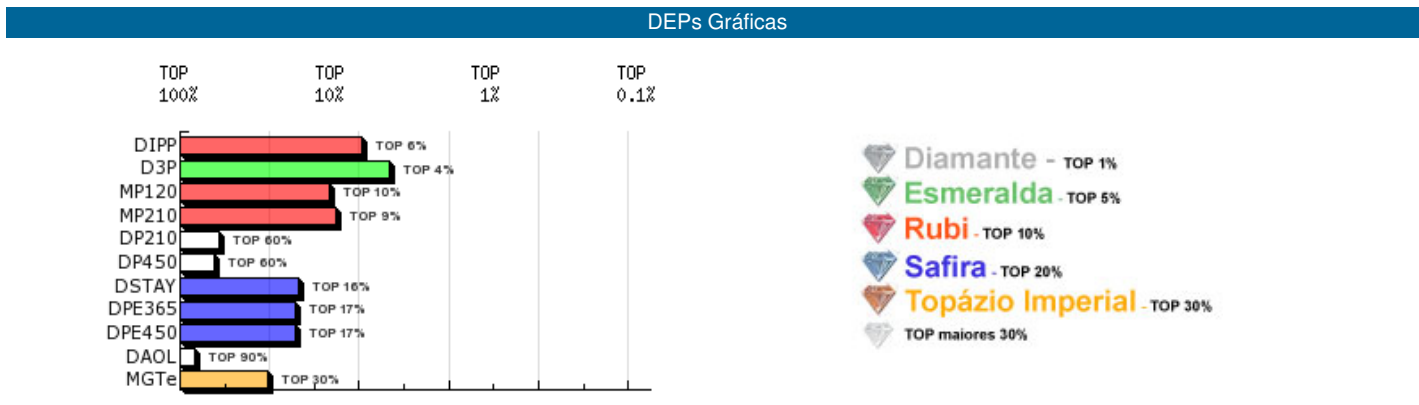 DEPs Gráficas
TOP 100% TOP 10% TOP 1% TOP 0.1%
DIPP TOP 6%
D3P TOP 4%
MP120 TOP 10%
MP210 TOP 9%
DP210 TOP 60%
DP450 TOP 60%
DSTAY TOP 16%
DPE365 TOP 17%
DPE450 TOP 17%
DAOL TOP 90%
MGTe TOP 30%
Diamante - TOP 1%
Esmeralda - TOP 5%
Rubi - TOP 10%
Safira - TOP 20%
Topázio Imperial - TOP 30%
TOP maiores 30%